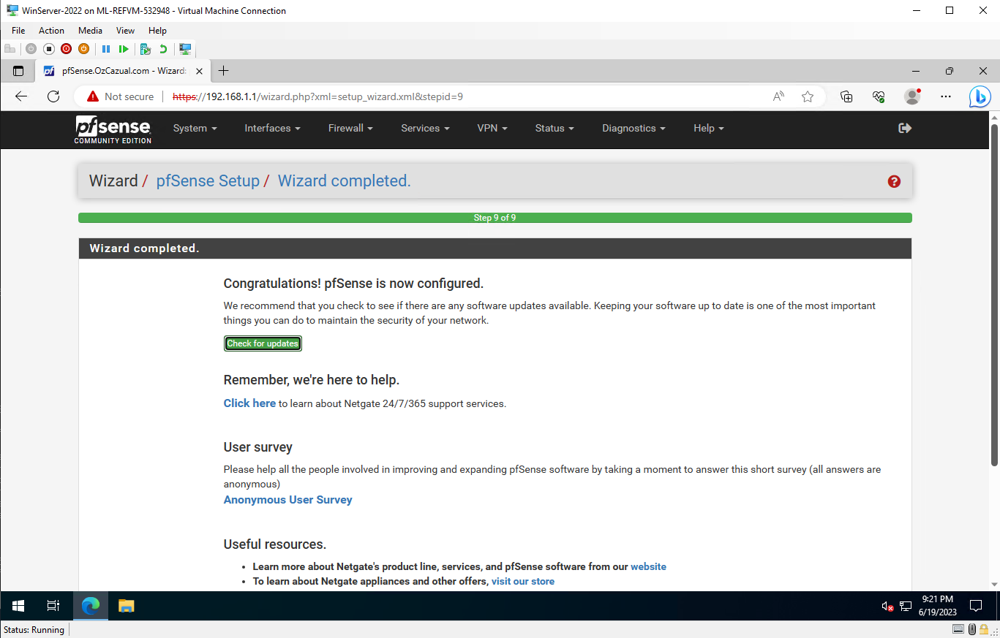 WinServer-2022 on ML-REFVM-532948 - Virtual Machine Connection
File Action Media View Help
pf pfSense.OzCazual.com - Wizard:
Not secure https://192.168.1.1/wizard.php?xml=setup_wizard.xml&stepid=9
pfsense
COMMUNITY EDITION
System Interfaces Firewall Services VPN Status Diagnostics Help
Wizard / pfSense Setup / Wizard completed.
Step 9 of 9
Wizard completed.
Congratulations! pfSense is now configured.
We recommend that you check to see if there are any software updates available. Keeping your software up to date is one of the most important
things you can do to maintain the security of your network.
Check for updates
Remember, we're here to help.
Click here to learn about Netgate 24/7/365 support services.
User survey
Please help all the people involved in improving and expanding pfSense software by taking a moment to answer this short survey (all answers are
anonymous)
Anonymous User Survey
Useful resources.
• Learn more about Netgate's product line, services, and pfSense software from our website
• To learn about Netgate appliances and other offers, visit our store
9:21 PM
6/19/2023
Status: Running